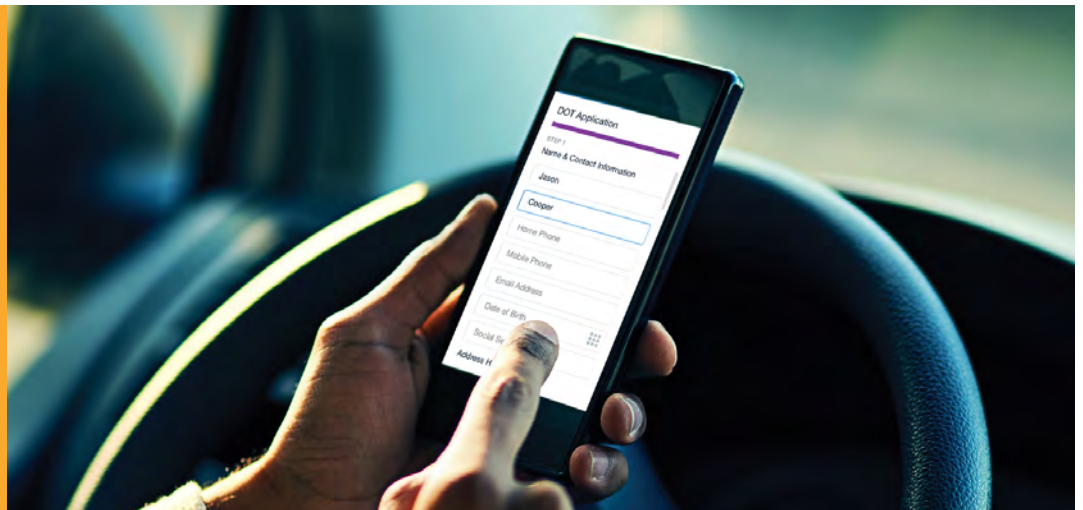 DOT Application
STEP 1
Name & Contact Information
Jason
Cooper
Home Phone
Mobile Phone
Email Address
Date of Birth
Social
Address